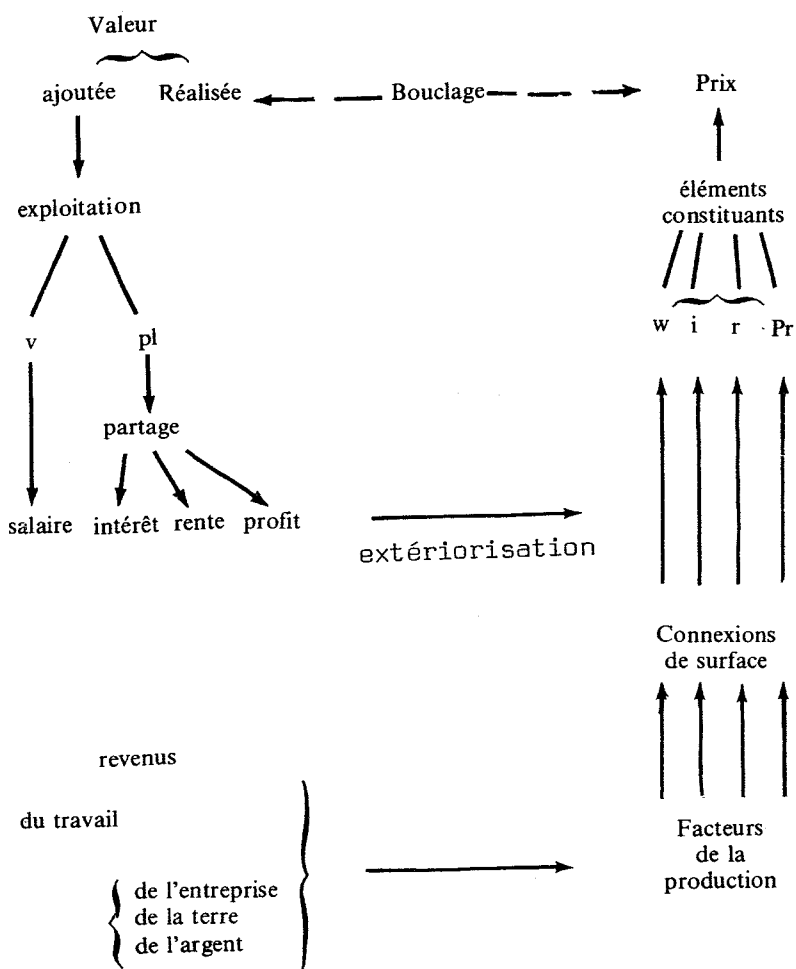 Valeur
ajoutée Réalisée Bouclage Prix
exploitation
éléments
constituants
v pl
w i r Pr
partage
salaire intérêt rente profit
extériorisation
Connexions
de surface
revenus
du travail
de l'entreprise
de la terre
de l'argent
Facteurs
de la
production